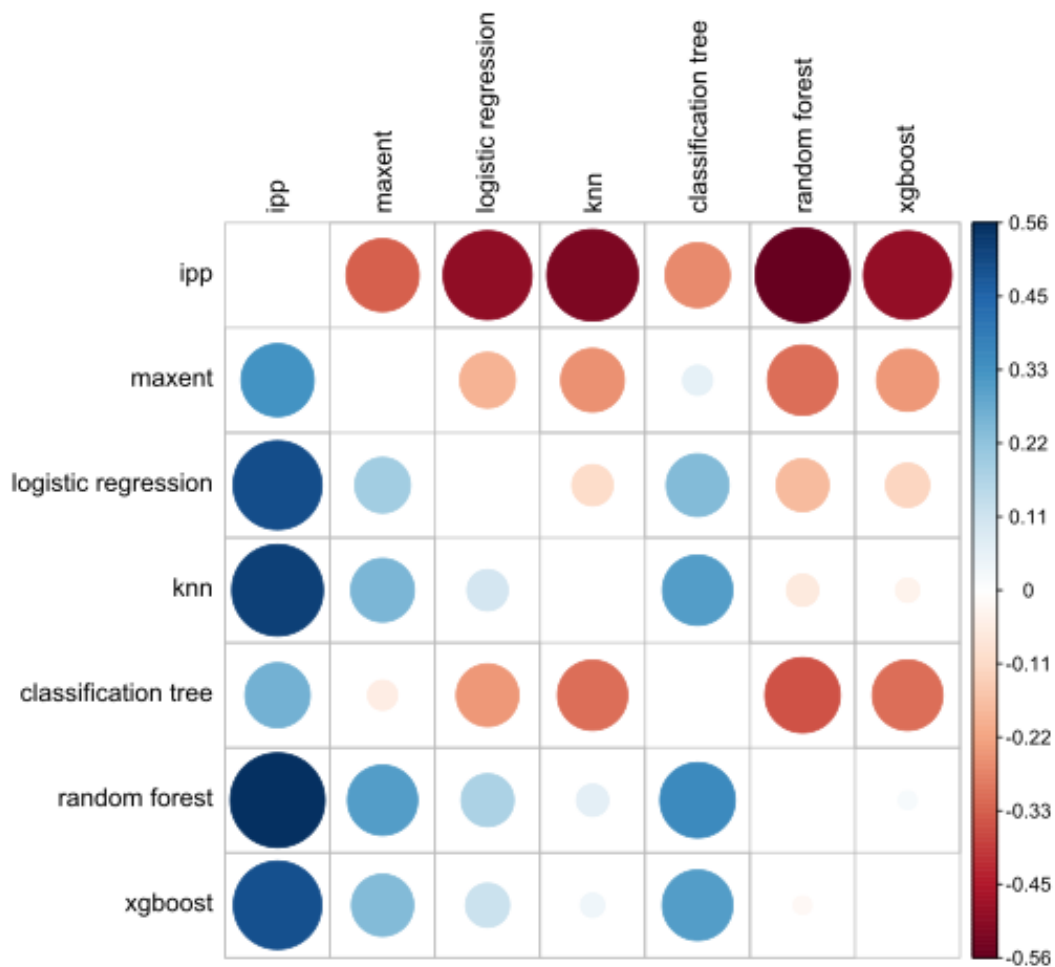 ipp
maxent
logistic regression
knn
classification tree
random forest
xgboost
ipp
maxent
logistic regression
knn
classification tree
random forest
xgboost
0.56
0.45
0.33
0.22
0.11
0
-0.11
-0.22
-0.33
-0.45
-0.56